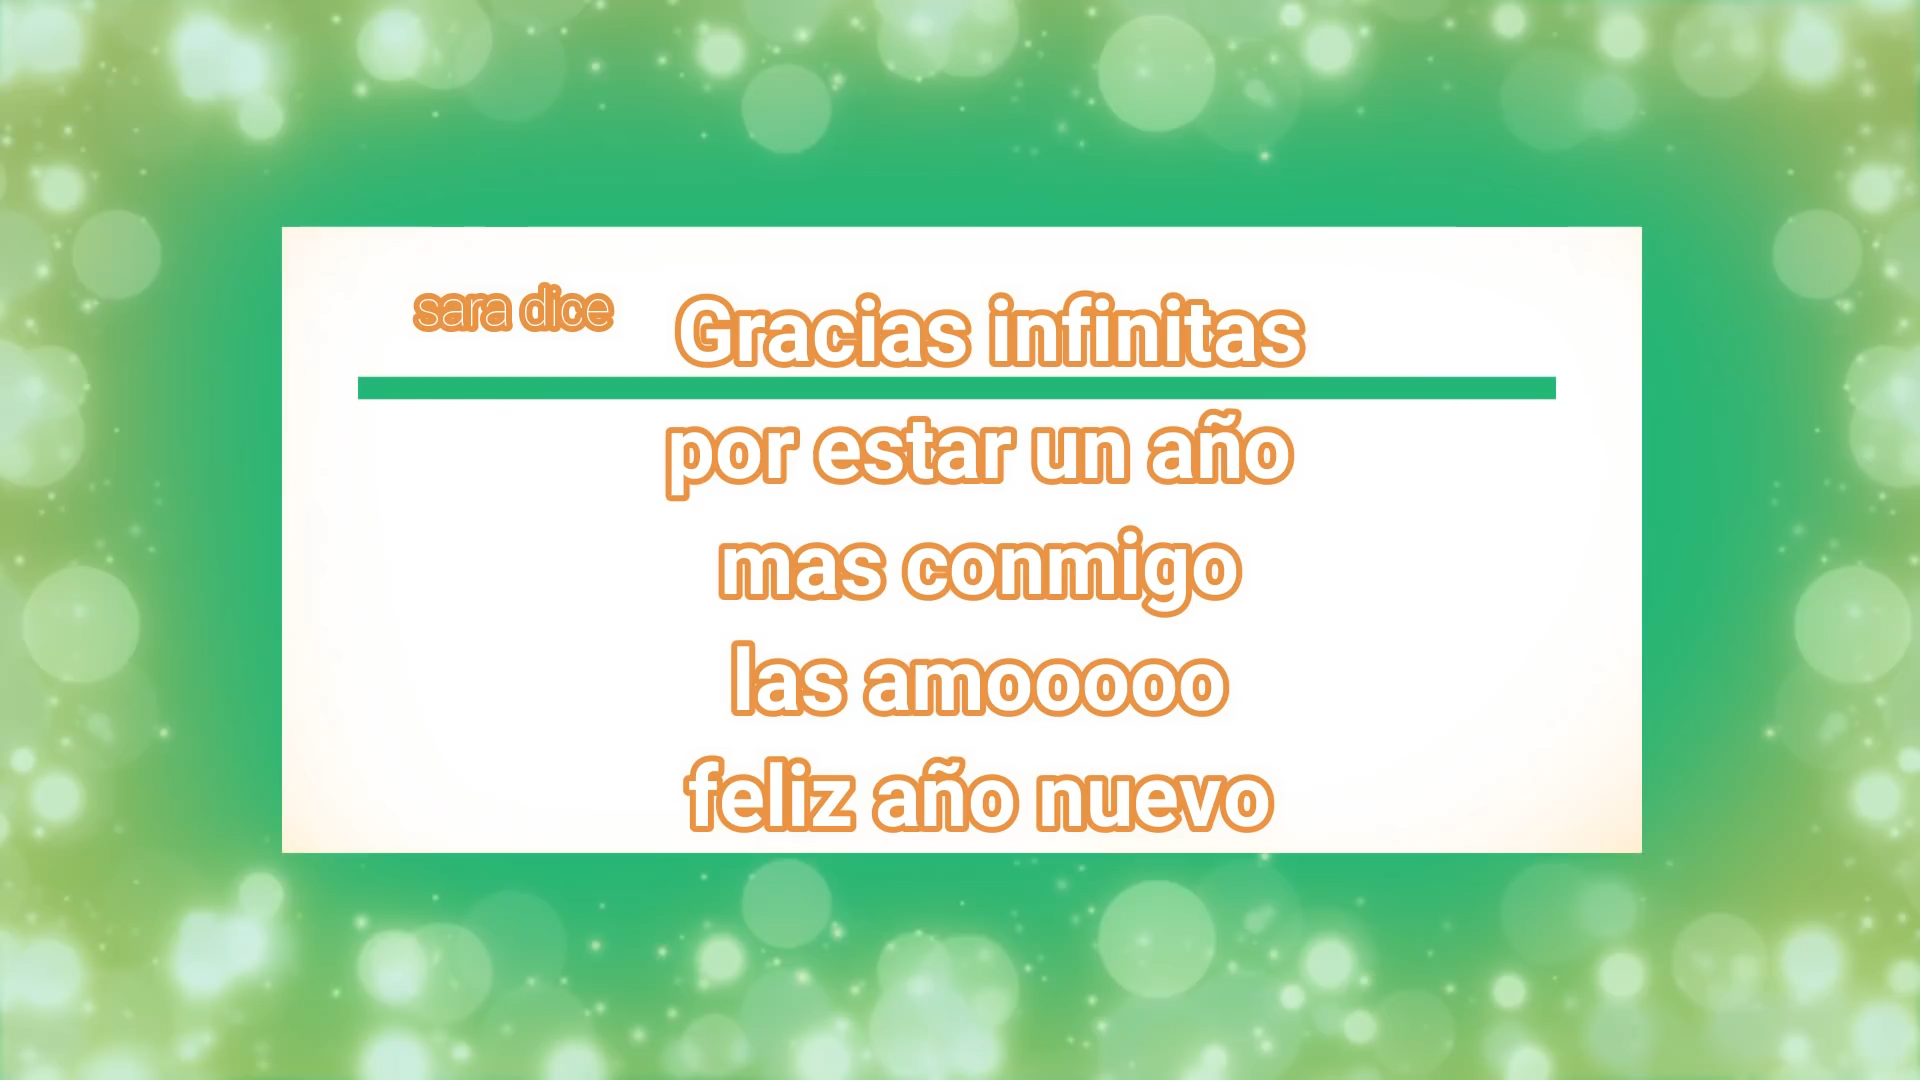 sara dice
Gracias infinitas
por estar un año
mas conmigo
las amooooo
feliz año nuevo